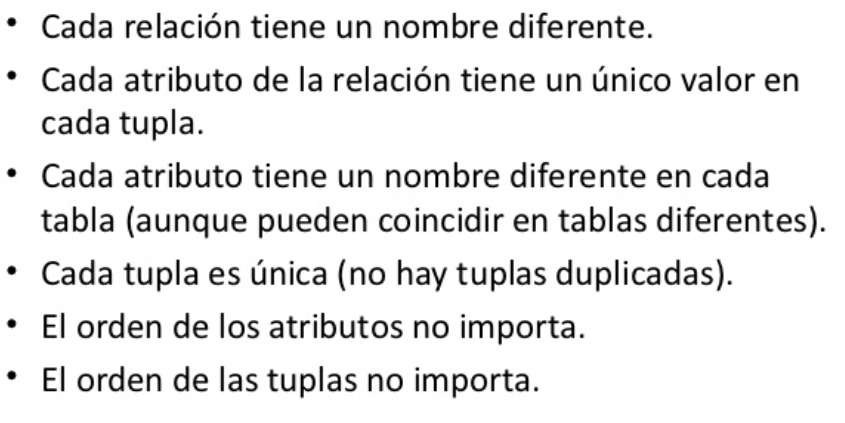 • Cada relación tiene un nombre diferente.
• Cada atributo de la relación tiene un único valor en
cada tupla.
• Cada atributo tiene un nombre diferente en cada
tabla (aunque pueden coincidir en tablas diferentes).
• Cada tupla es única (no hay tuplas duplicadas).
• El orden de los atributos no importa.
• El orden de las tuplas no importa.